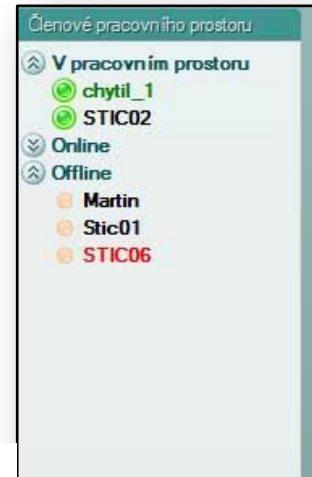 Členové pracovního prostoru
V pracovním prostoru
chytil_1
STIC02
Online
Offline
Martin
Stic01
STIC06